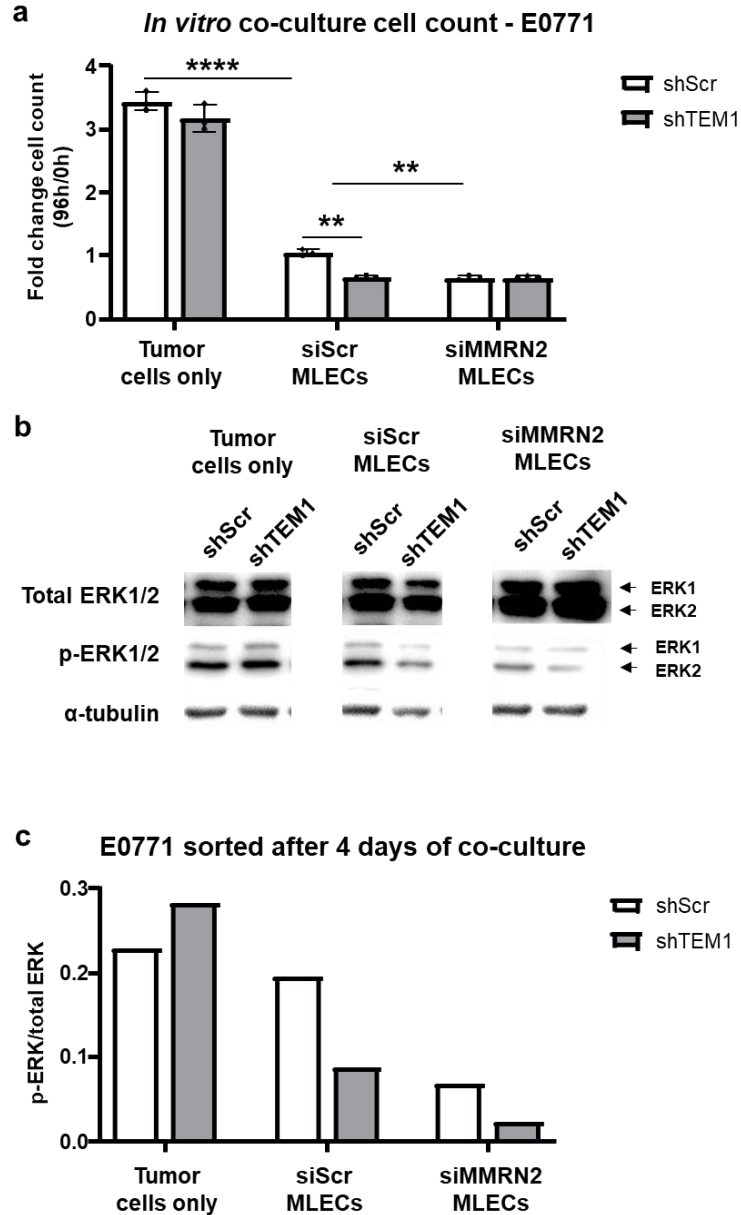 a
In vitro co-culture cell count - E0771
shScr
shTEM1
Fold change cell count
(96h/0h)
4
3
2
1
0
****
**
**
Tumor
cells only
siScr
MLECs
siMMRN2
MLECs
b
Tumor
cells only
siScr
MLECs
siMMRN2
MLECs
shScr
shTEM1
shScr
shTEM1
shScr
shTEM1
Total ERK1/2
ERK1
ERK2
p-ERK1/2
ERK1
ERK2
α-tubulin
c
E0771 sorted after 4 days of co-culture
shScr
shTEM1
p-ERK/total ERK
0.3
0.2
0.1
0.0
Tumor
cells only
siScr
MLECs
siMMRN2
MLECs